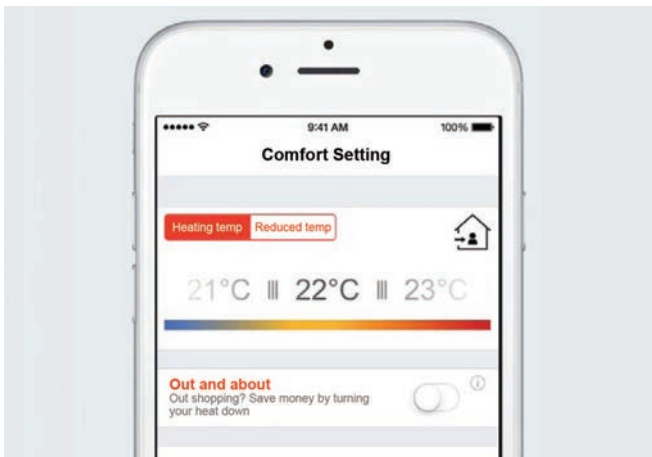 9:41 AM
100%
Comfort Setting
Heating temp Reduced temp
21°C 22°C 23°C
Out and about
Out shopping? Save money by turning
your heat down